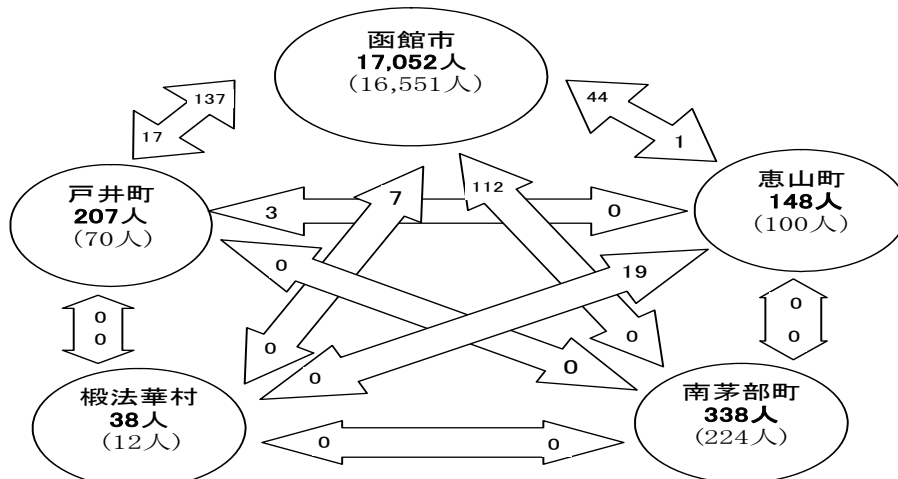 函館市
17,052人
(16,551人)
137
17
44
1
戸井町
207人
(70人)
恵山町
148人
(100人)
7
112
3
0
0
19
0
0
0
0
0
0
0
0
0
椴法華村
38人
(12人)
南茅部町
338人
(224人)
0
0